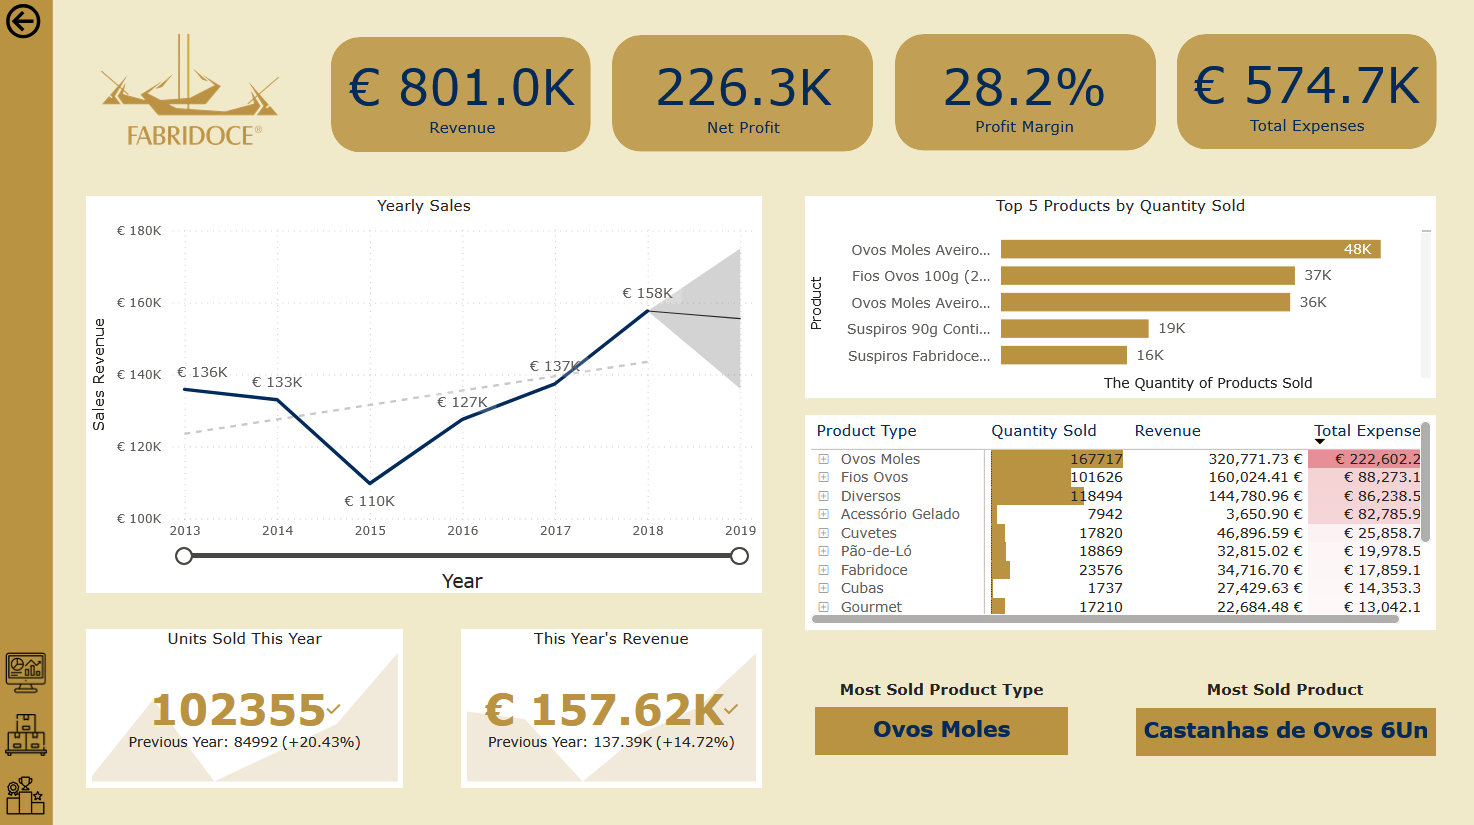 FABRIDOCE®
€ 801.0K
Revenue
226.3K
Net Profit
28.2%
Profit Margin
€ 574.7K
Total Expenses
Yearly Sales
Sales Revenue
€ 180K
€ 160K
€ 140K
€ 120K
€ 100K
€ 136K
€ 133K
€ 110K
€ 127K
€ 137K
€ 158K
2013 2014 2015 2016 2017 2018 2019
Year
Top 5 Products by Quantity Sold
Product
Ovos Moles Aveiro... 48K
Fios Ovos 100g (2... 37K
Ovos Moles Aveiro... 36K
Suspiros 90g Conti... 19K
Suspiros Fabridoce... 16K
The Quantity of Products Sold
Product Type Quantity Sold Revenue Total Expense
Ovos Moles 167717 320,771.73 € € 222,602.2
Fios Ovos 101626 160,024.41 € € 88,273.1
Diversos 118494 144,780.96 € € 86,238.5
Acessório Gelado 7942 3,650.90 € € 82,785.9
Cuvetes 17820 46,896.59 € € 25,858.7
Pão-de-Ló 18869 32,815.02 € € 19,978.5
Fabridoce 23576 34,716.70 € € 17,859.1
Cubas 1737 27,429.63 € € 14,353.3
Gourmet 17210 22,684.48 € € 13,042.1
Units Sold This Year
102355
Previous Year: 84992 (+20.43%)
This Year's Revenue
€ 157.62K
Previous Year: 137.39K (+14.72%)
Most Sold Product Type
Ovos Moles
Most Sold Product
Castanhas de Ovos 6Un